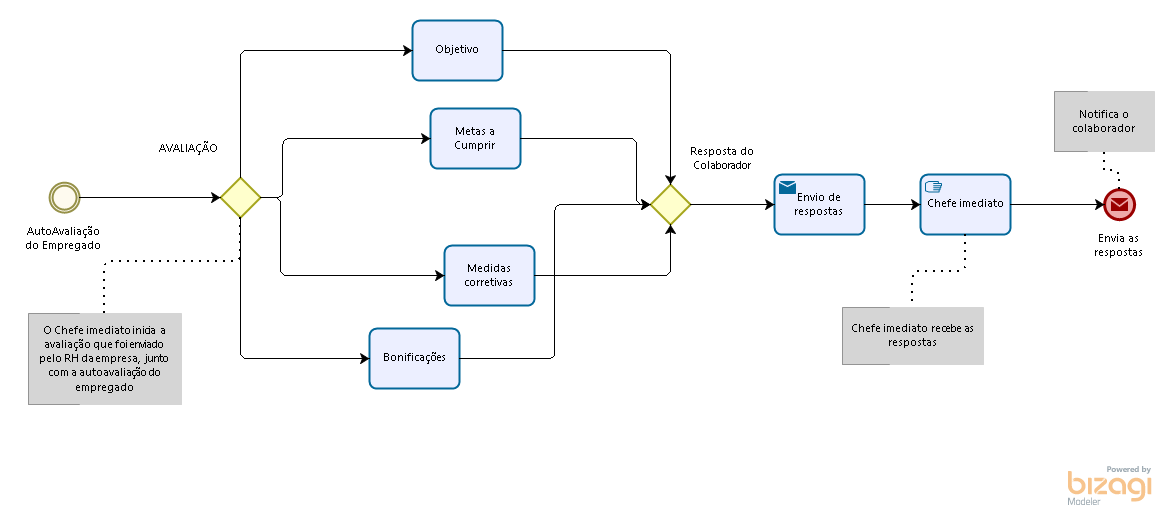 Objetivo
Metas a
Cumprir
AVALIAÇÃO
Resposta do
Colaborador
Notifica o
colaborador
AutoAvaliação
do Empregado
Envio de
respostas
Chefe imediato
Envia as
respostas
Medidas
corretivas
Bonificações
O Chefe imediato inicia a
avaliação que foi enviado
pelo RH da empresa, junto
com a autoavaliação do
empregado
Chefe imediato recebe as
respostas
Powered by
bizagi
Modeler